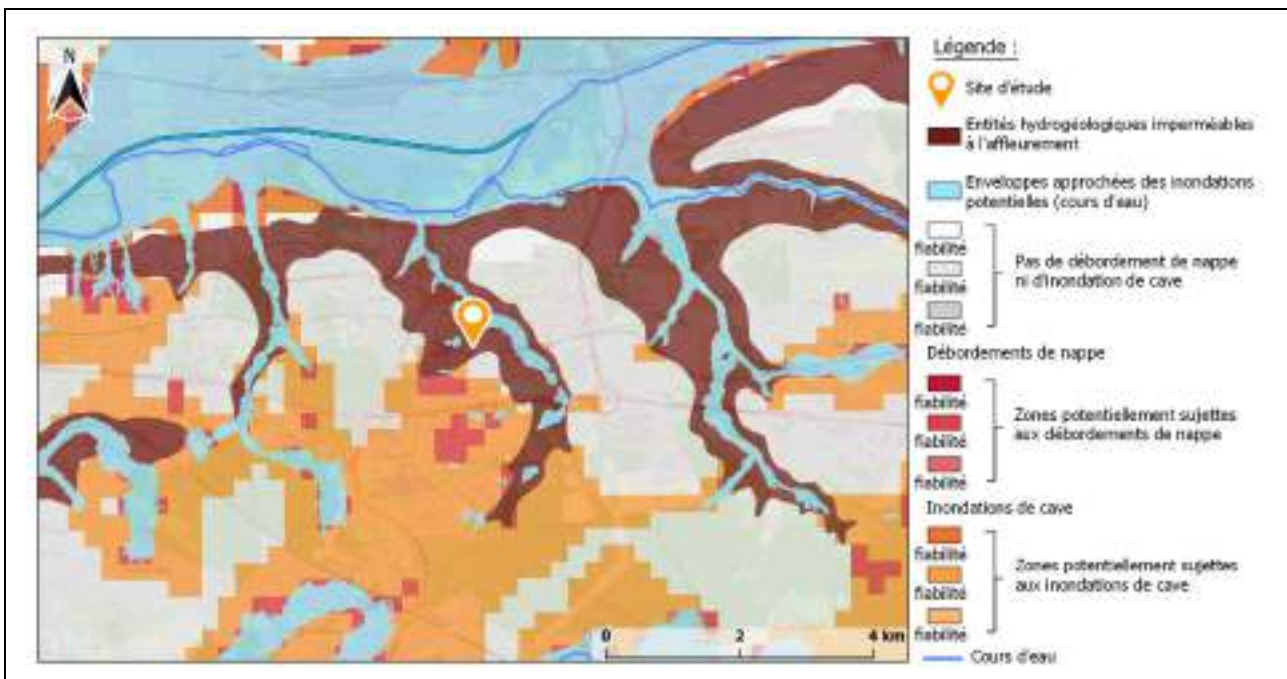 N
Légende :
Site d'étude
Entités hydrogéologiques imperméables
à l'affleurement
Enveloppes approchées des inondations
potentielles (cours d'eau)
fiabilité
fiabilité
fiabilité
Pas de débordement de nappe
ni d'inondation de cave
Débordements de nappe
fiabilité
fiabilité
fiabilité
Zones potentiellement sujettes
aux débordements de nappe
Inondations de cave
fiabilité
fiabilité
fiabilité
Zones potentiellement sujettes
aux inondations de cave
Cours d'eau
0 2 4 km